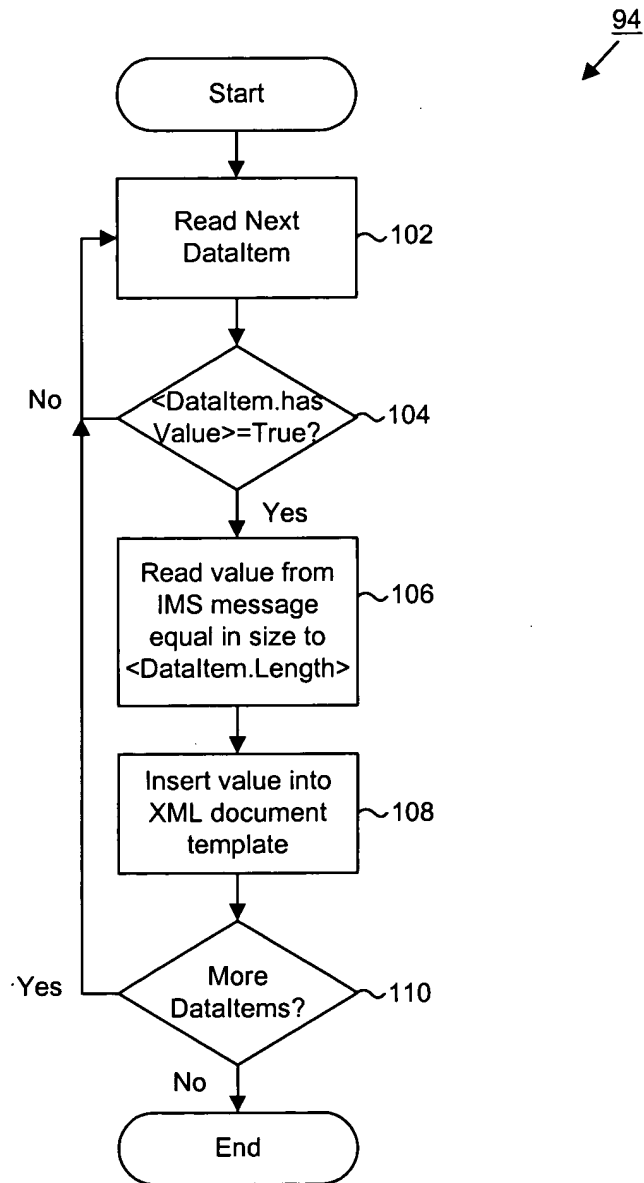 94
Start
Read Next
DataItem
102
No
<DataItem.has
Value>=True?
104
Yes
Read value from
IMS message
equal in size to
<DataItem.Length>
106
Insert value into
XML document
template
108
Yes
More
DataItems?
110
No
End